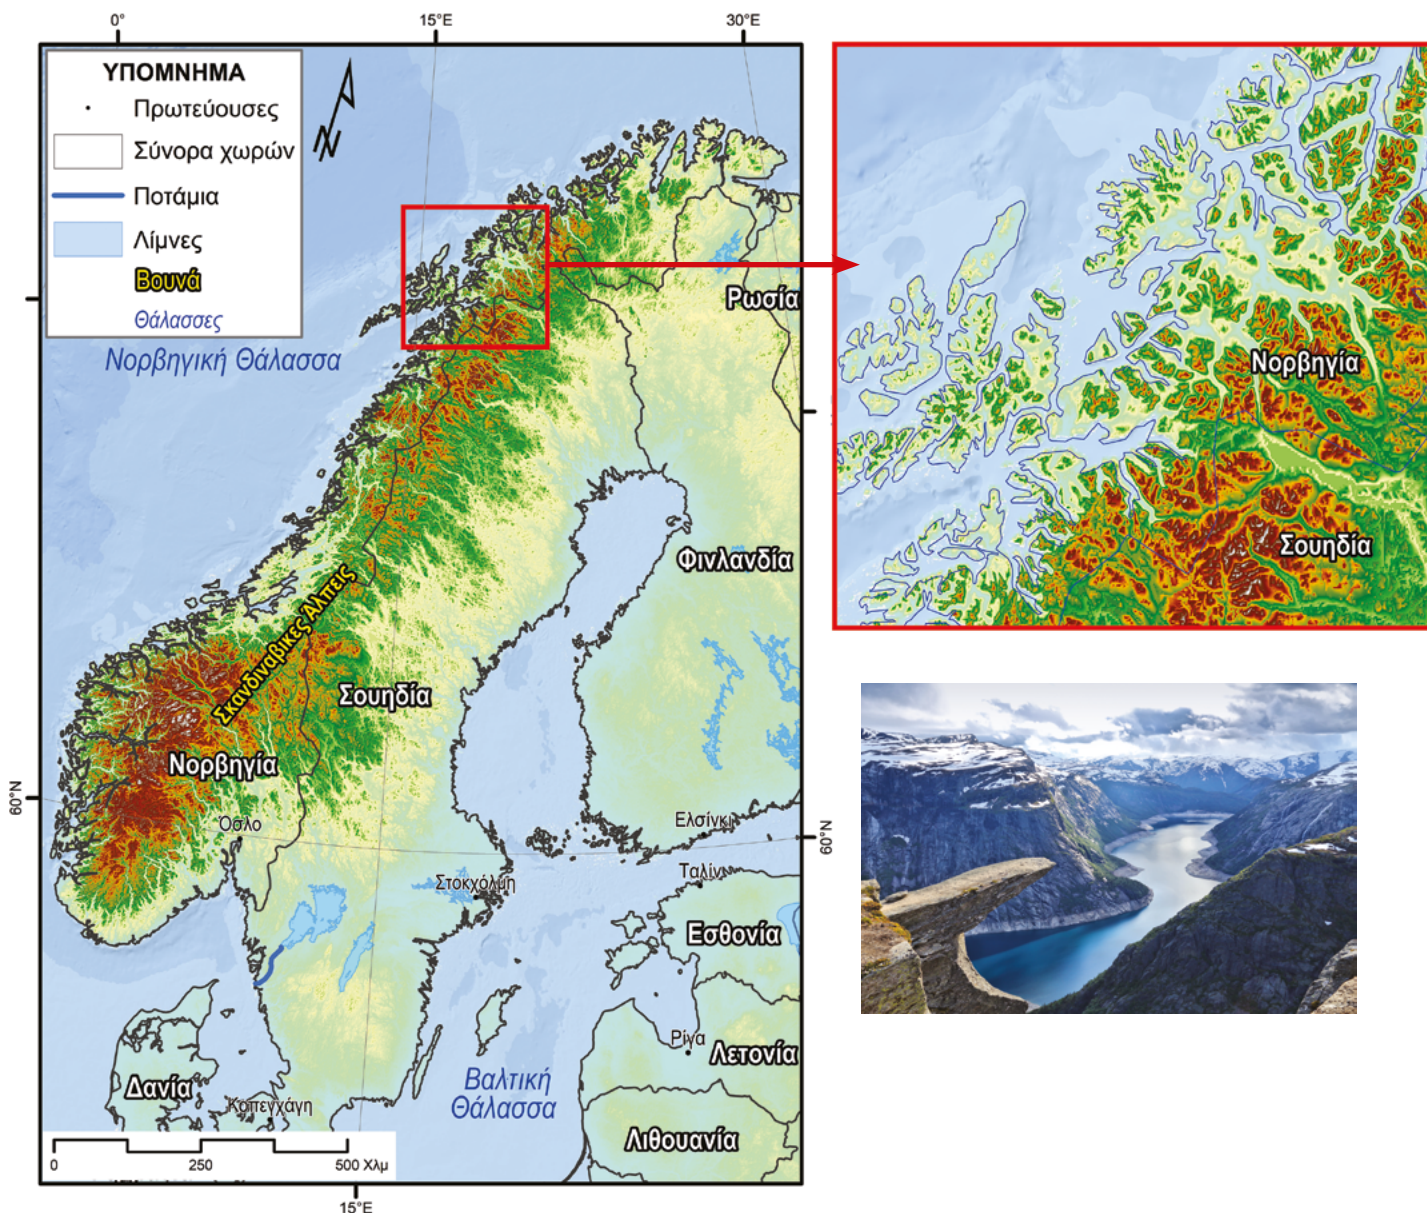 0°
15°E
30°E
ΥΠΟΜΝΗΜΑ
Πρωτεύουσες
Σύνορα χωρών
Ποτάμια
Λίμνες
Βουνά
Θάλασσες
N
Νορβηγική Θάλασσα
Ρωσία
Νορβηγία
Σουηδία
Φινλανδία
Σκανδιναβικές Άλπεις
Σουηδία
Νορβηγία
60°N
Όσλο
Ελσίνκι
60°N
Ταλίν
Στοκχόλμη
Εσθονία
Ρίγα
Λετονία
Δανία
Κοπεγχάγη
Βαλτική
Θάλασσα
Λιθουανία
0 250 500 Χλμ
15°E